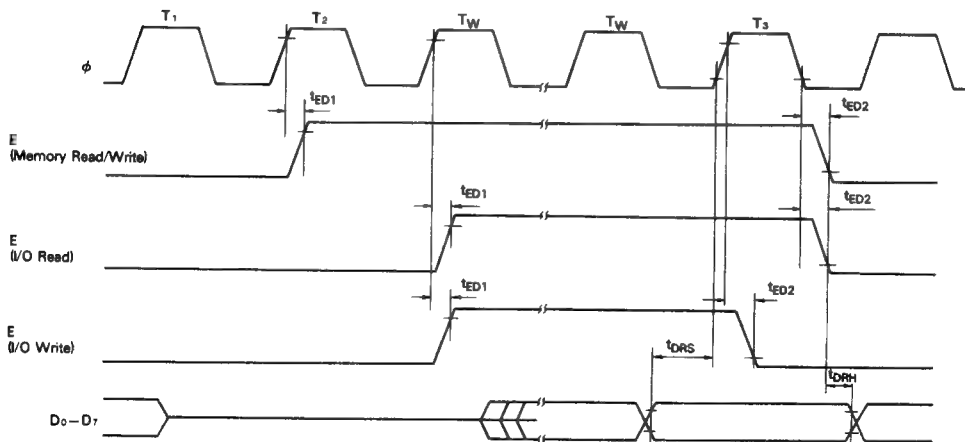 T1 T2 TW TW T3
φ
tED1 tED2
E
(Memory Read/Write)
tED1 tED2
E
(I/O Read)
tED1 tED2
E
(I/O Write)
tDRS tDRH
D0–D7